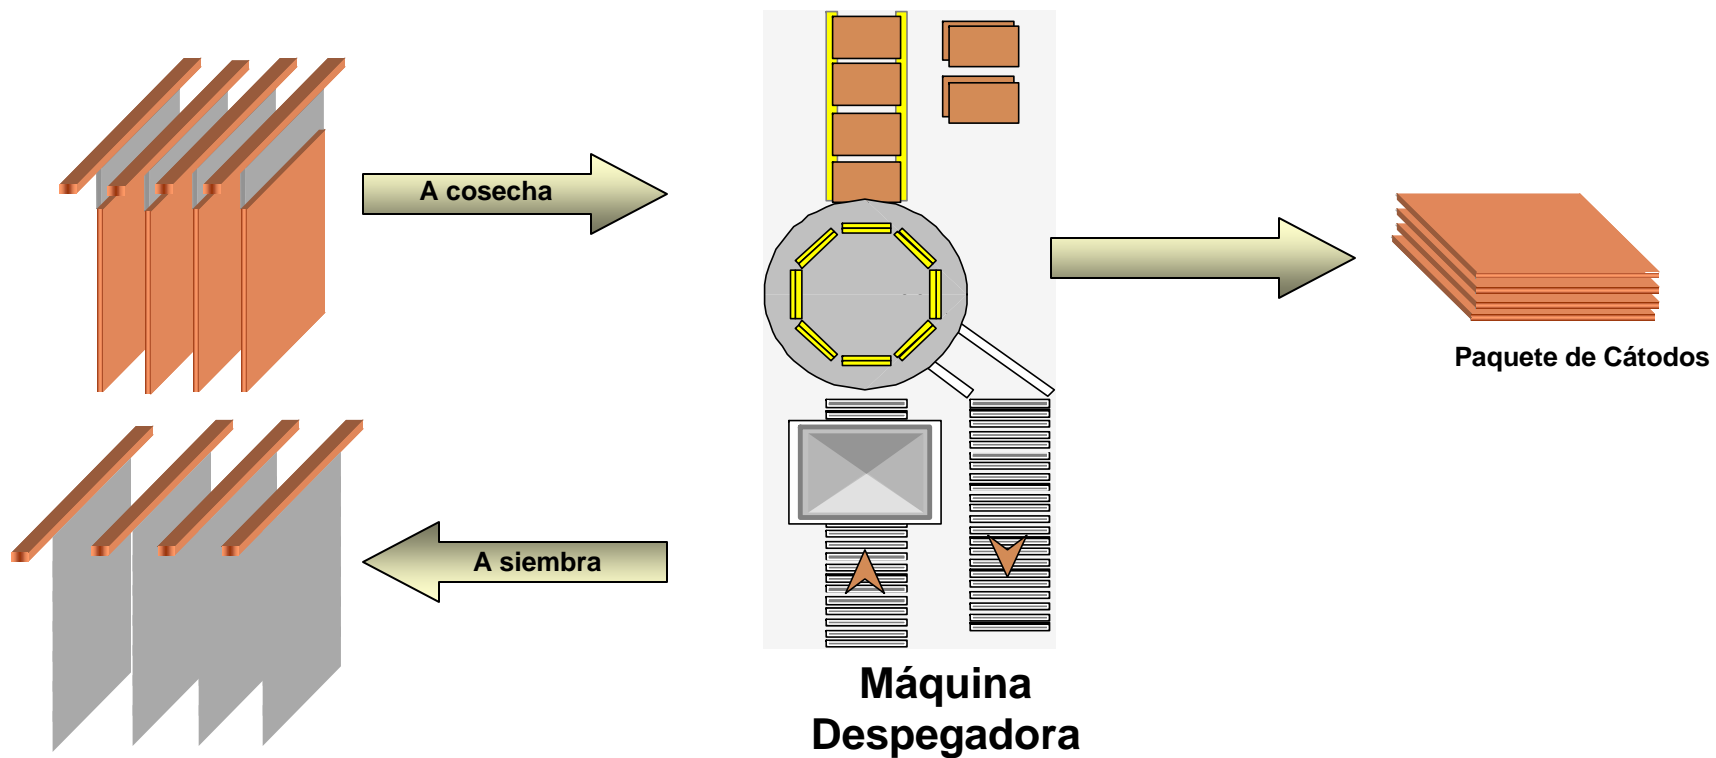 A cosecha
Paquete de Cátodos
A siembra
Máquina
Despegadora